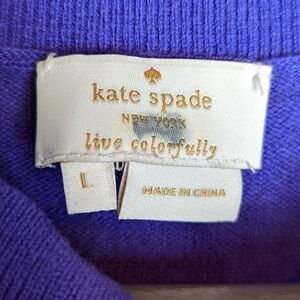 kate spade
NEW YORK
live colorfully
L
MADE IN CHINA